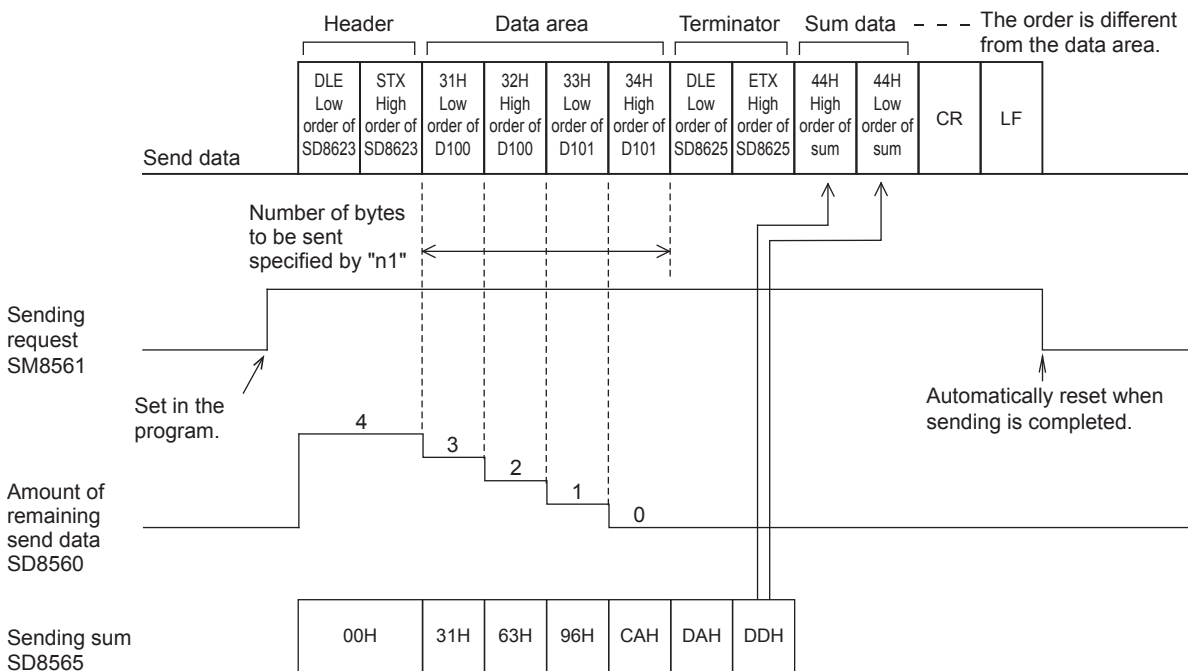 Header
Data area
Terminator
Sum data
The order is different
from the data area.
DLE
Low
order of
SD8623
STX
High
order of
SD8623
31H
Low
order of
D100
32H
High
order of
D100
33H
Low
order of
D101
34H
High
order of
D101
DLE
Low
order of
SD8625
ETX
High
order of
SD8625
44H
High
order of
sum
44H
Low
order of
sum
CR
LF
Send data
Number of bytes
to be sent
specified by "n1"
Sending
request
SM8561
Set in the
program.
Automatically reset when
sending is completed.
4
3
2
1
0
Amount of
remaining
send data
SD8560
Sending sum
SD8565
00H
31H
63H
96H
CAH
DAH
DDH